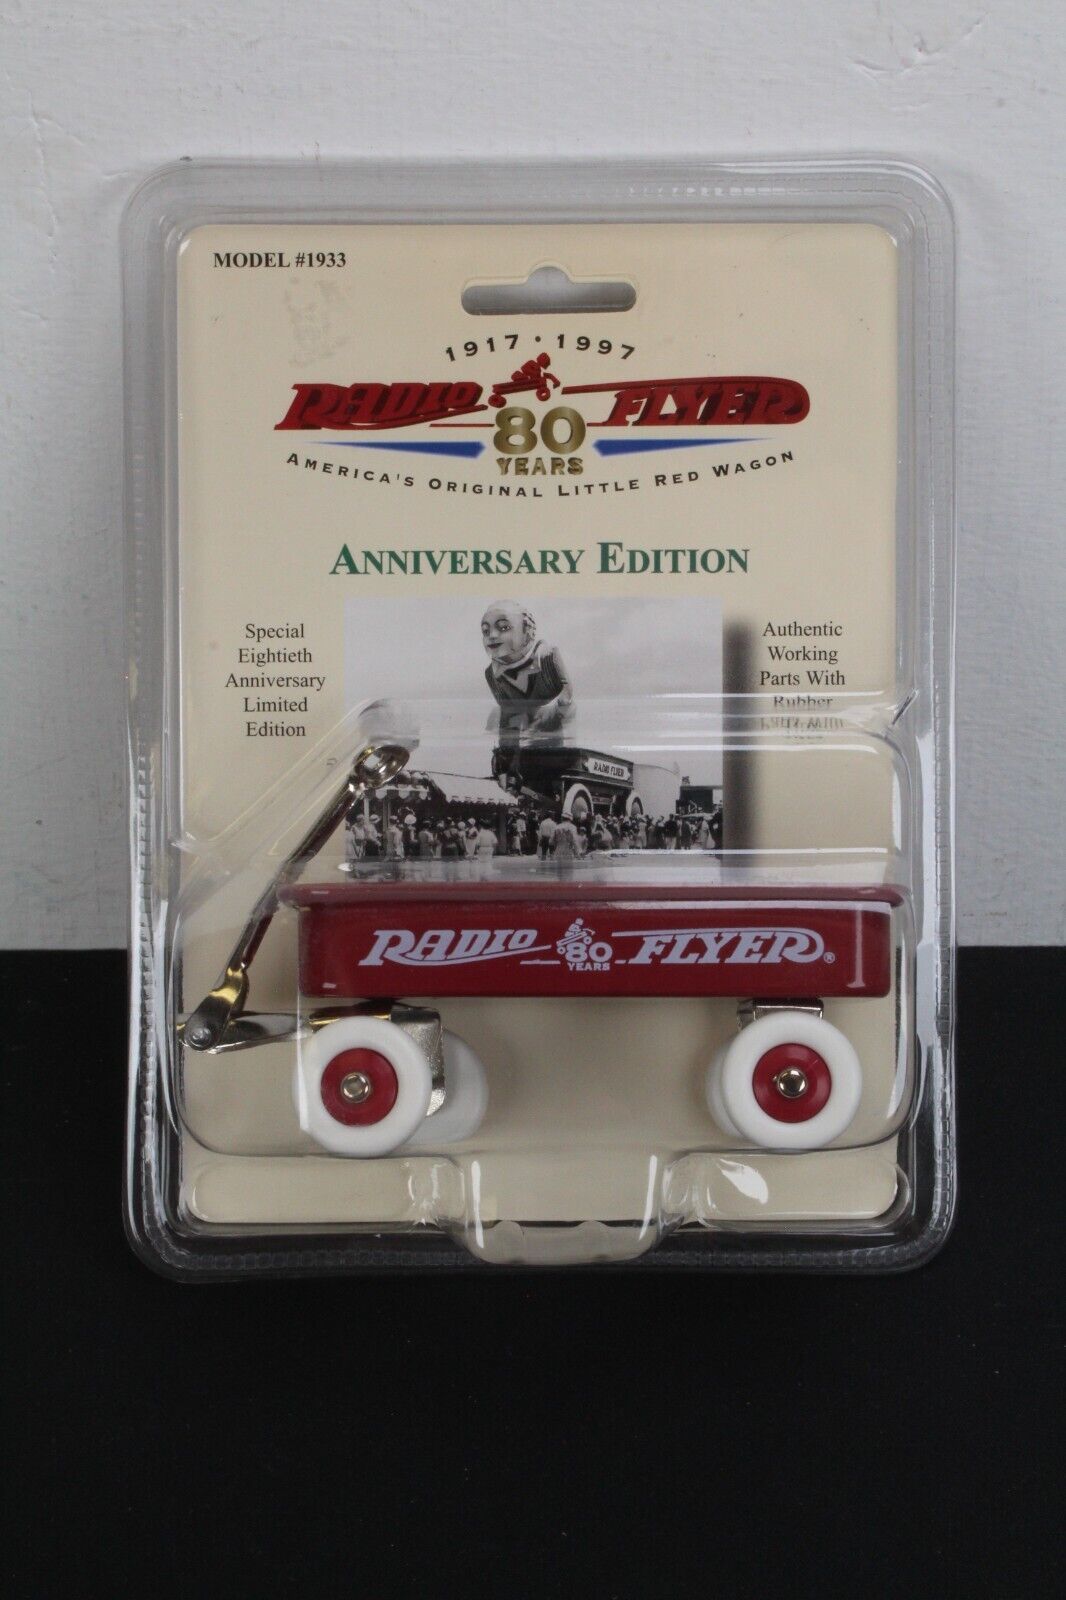 MODEL #1933
1917 · 1997
RADIO FLYER
80
YEARS
AMERICA'S ORIGINAL LITTLE RED WAGON
ANNIVERSARY EDITION
Special
Eightieth
Anniversary
Limited
Edition
Authentic
Working
Parts With
Rubber
RADIO FLYER
RADIO 80 FLYER®
YEARS